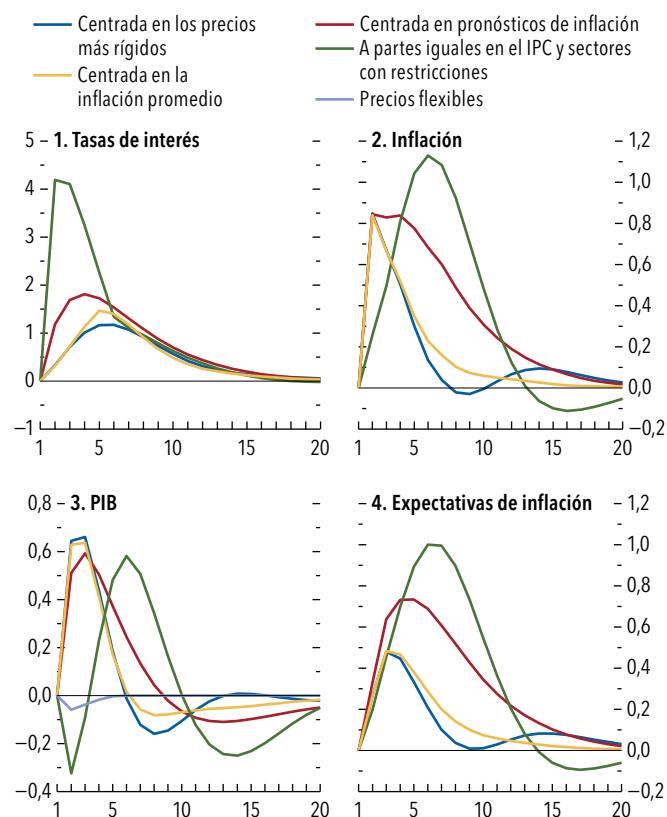 Centrada en los precios
más rígidos
Centrada en la
inflación promedio
Centrada en pronósticos de inflación
A partes iguales en el IPC y sectores
con restricciones
Precios flexibles
1. Tasas de interés
5
4
3
2
1
0
–1
1 5 10 15 20
2. Inflación
1,2
1,0
0,8
0,6
0,4
0,2
0,0
–0,2
1 5 10 15 20
3. PIB
0,8
0,6
0,4
0,2
0,0
–0,2
–0,4
1 5 10 15 20
4. Expectativas de inflación
1,2
1,0
0,8
0,6
0,4
0,2
0,0
–0,2
1 5 10 15 20